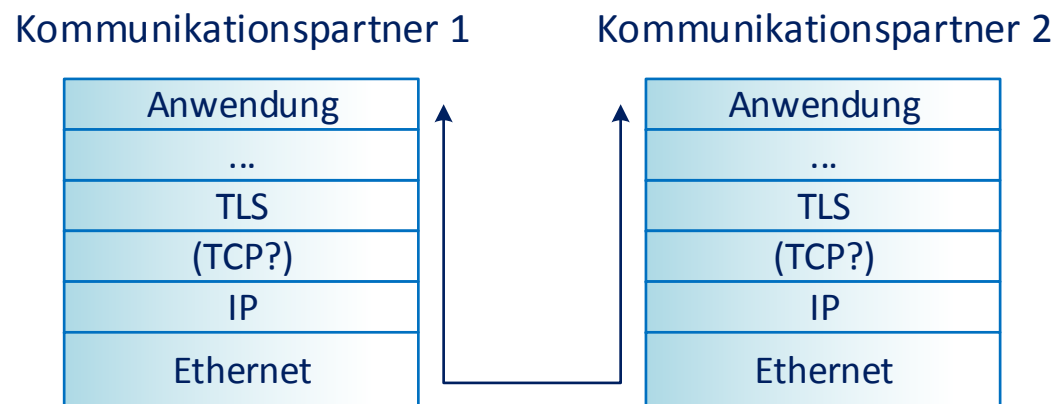 Kommunikationspartner 1
Kommunikationspartner 2
Anwendung
...
TLS
(TCP?)
IP
Ethernet
Anwendung
...
TLS
(TCP?)
IP
Ethernet